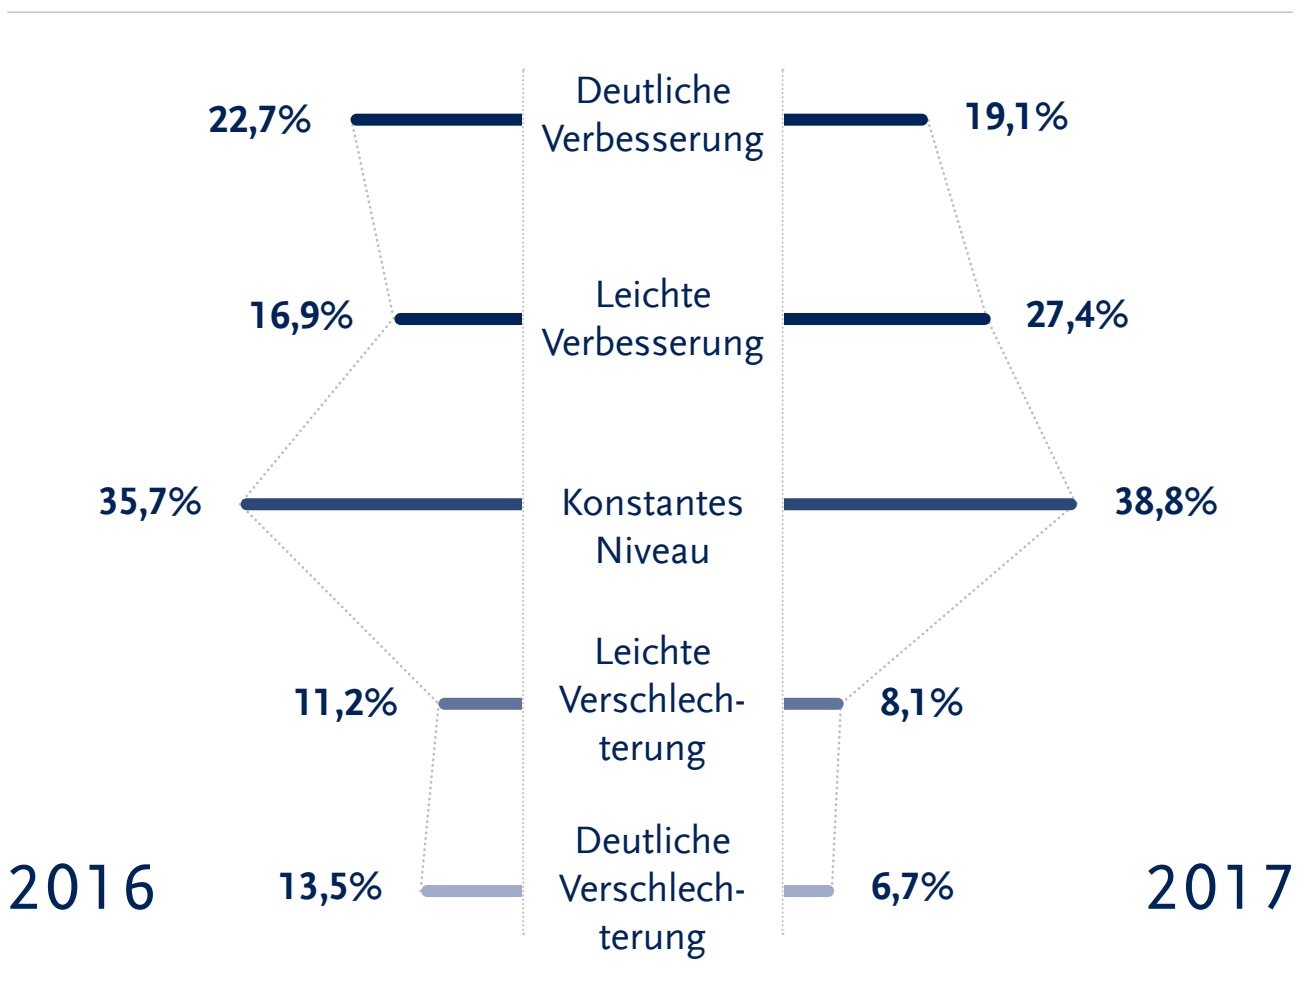 22,7%
Deutliche
Verbesserung
19,1%
16,9%
Leichte
Verbesserung
27,4%
35,7%
Konstantes
Niveau
38,8%
11,2%
Leichte
Verschlech-
terung
8,1%
2016
13,5%
Deutliche
Verschlech-
terung
6,7%
2017